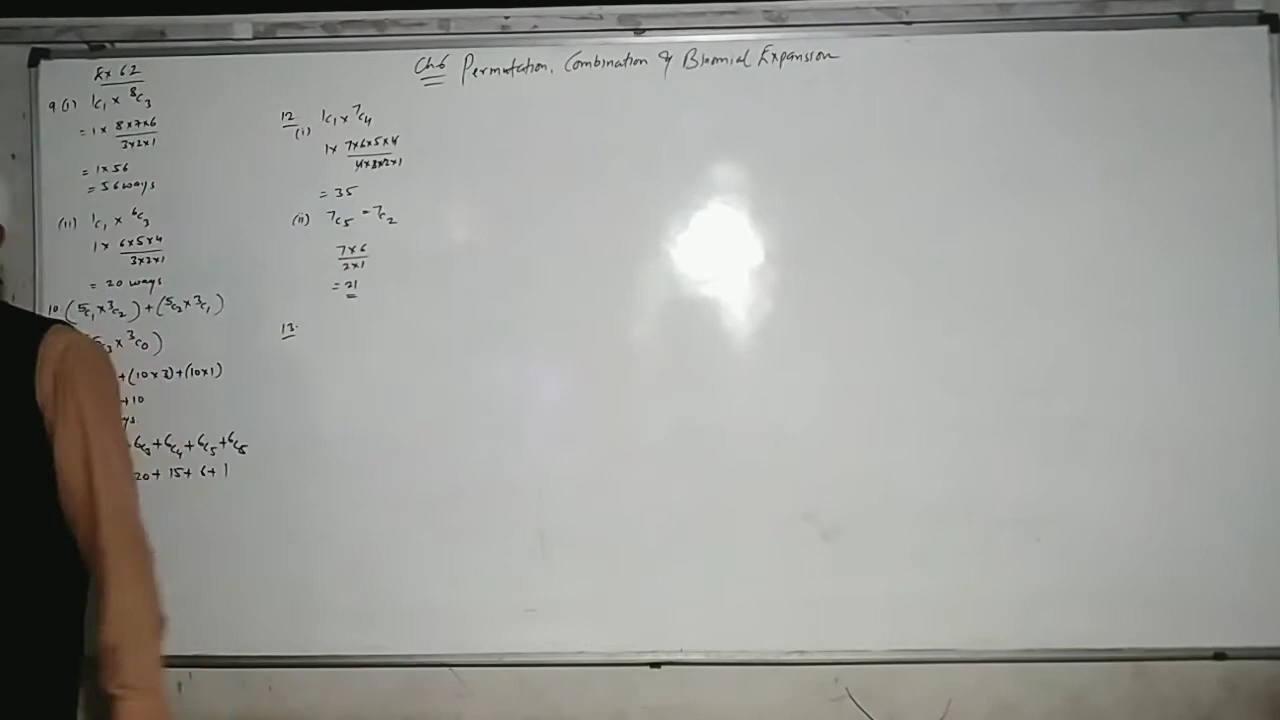 Ch6 Permutation, Combination & Binomial Expansion
Ex 62
9 (i) ¹C₁ × ⁸C₃
= 1 × 8×7×6 / 3×2×1
= 1×56
= 56 ways
(ii) ¹C₁ × ⁶C₃
1 × 6×5×4 / 3×2×1
= 20 ways
10 (⁵C₁ × ³C₂) + (⁵C₂ × ³C₁)
× ³C₀)
+ (10×3) + (10×1)
+10
⁶C₃ + ⁶C₄ + ⁶C₅ + ⁶C₆
20 + 15 + 6 + 1
12 (i) ¹C₁ × ⁷C₄
1× 7×6×5×4 / 4×3×2×1
= 35
(ii) ⁷C₅ = ⁷C₂
7×6 / 2×1
= 21
13.